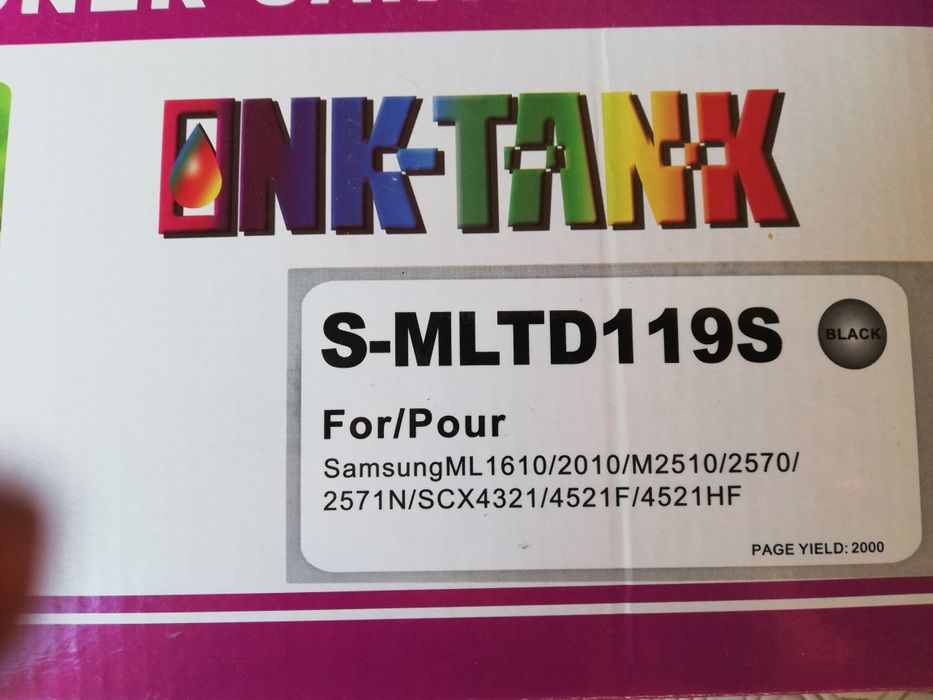 INK-TANK
S-MLTD119S
BLACK
For/Pour
SamsungML1610/2010/M2510/2570/
2571N/SCX4321/4521F/4521HF
PAGE YIELD: 2000